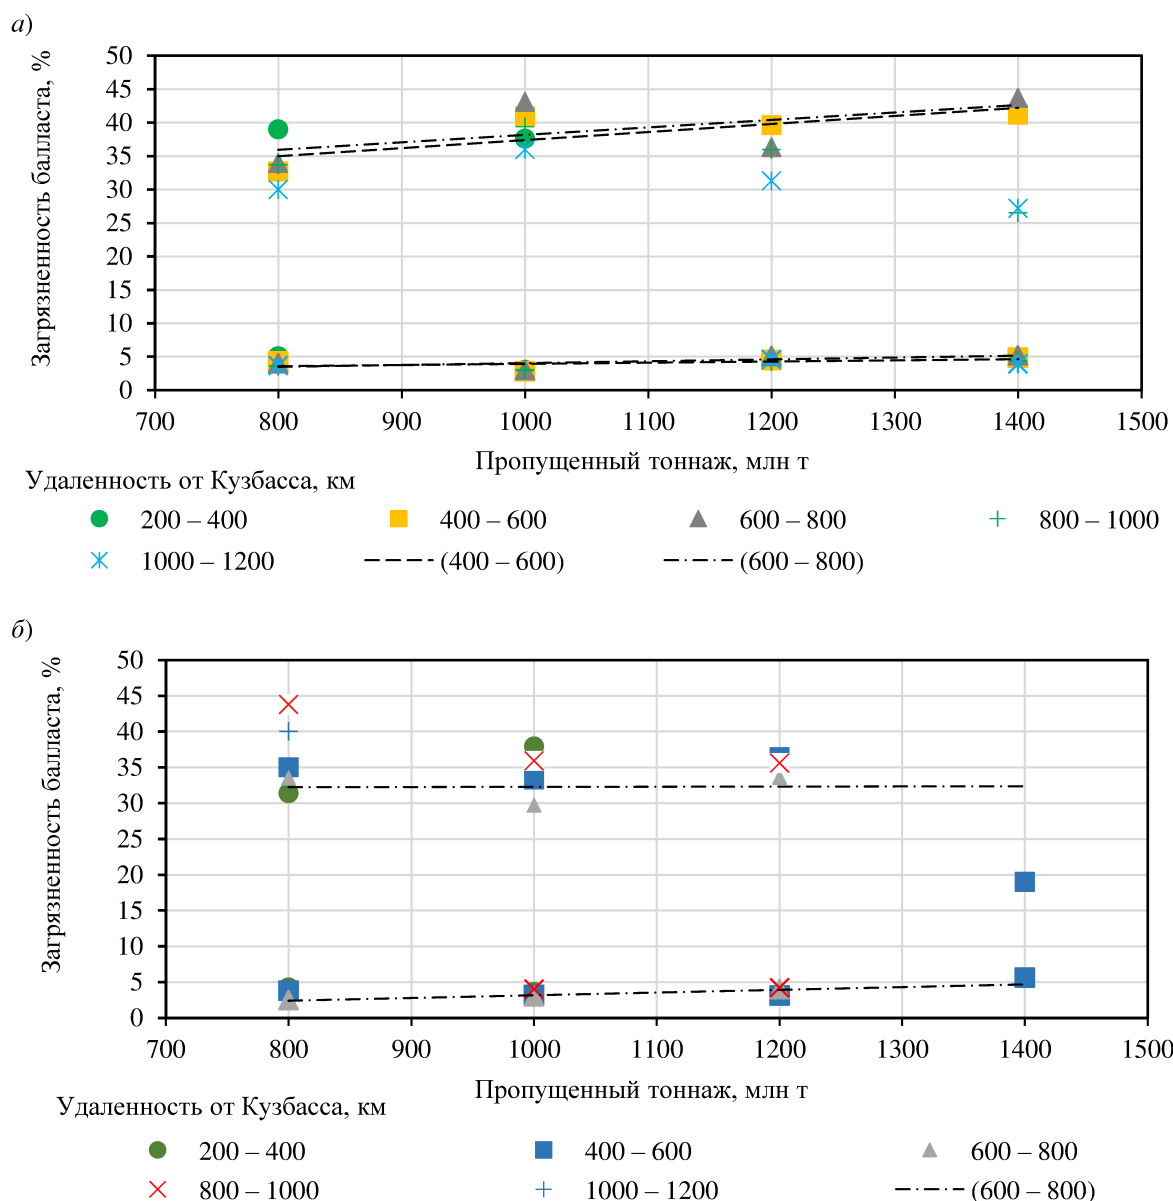 а)
Загрязненность балласта, %
50
45
40
35
30
25
20
15
10
5
0
700 800 900 1000 1100 1200 1300 1400 1500
Пропущенный тоннаж, млн т
Удаленность от Кузбасса, км
200 – 400 400 – 600 600 – 800 800 – 1000
1000 – 1200 (400 – 600) (600 – 800)
б)
Загрязненность балласта, %
50
45
40
35
30
25
20
15
10
5
0
700 800 900 1000 1100 1200 1300 1400 1500
Пропущенный тоннаж, млн т
Удаленность от Кузбасса, км
200 – 400 400 – 600 600 – 800
800 – 1000 1000 – 1200 (600 – 800)